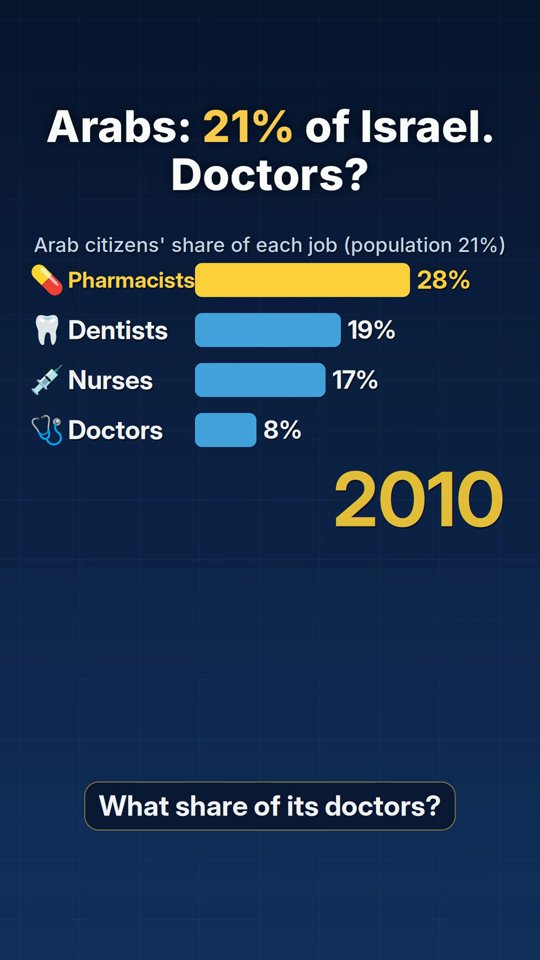 Arabs: 21% of Israel.
Doctors?
Arab citizens' share of each job (population 21%)
Pharmacists 28%
Dentists 19%
Nurses 17%
Doctors 8%
2010
What share of its doctors?